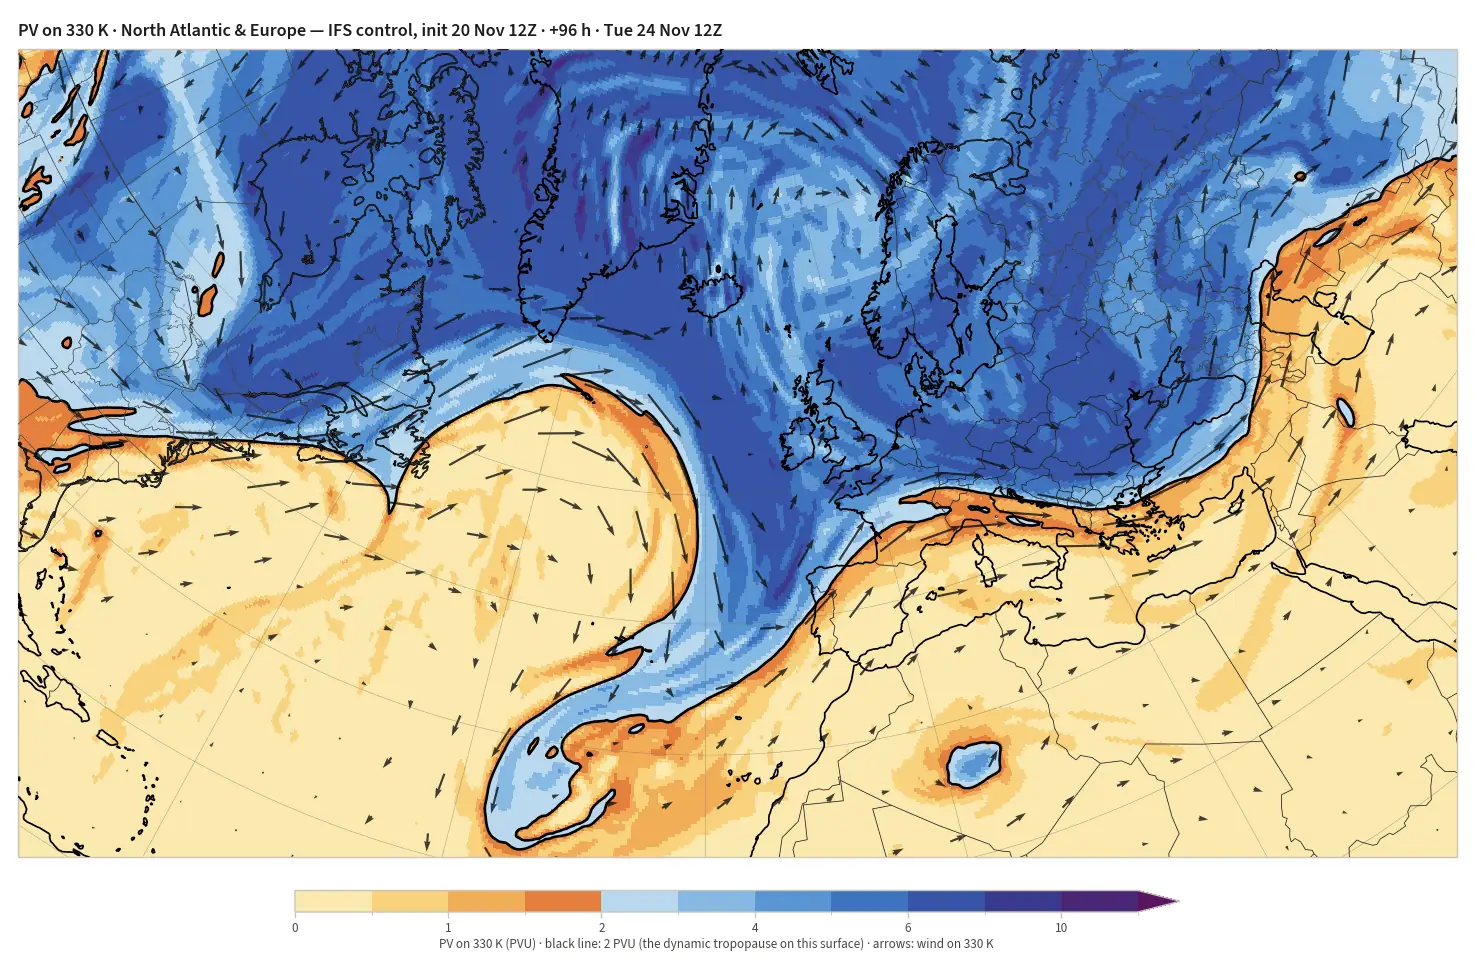 PV on 330 K · North Atlantic & Europe — IFS control, init 20 Nov 12Z · +96 h · Tue 24 Nov 12Z
0 1 2 4 6 10
PV on 330 K (PVU) · black line: 2 PVU (the dynamic tropopause on this surface) · arrows: wind on 330 K